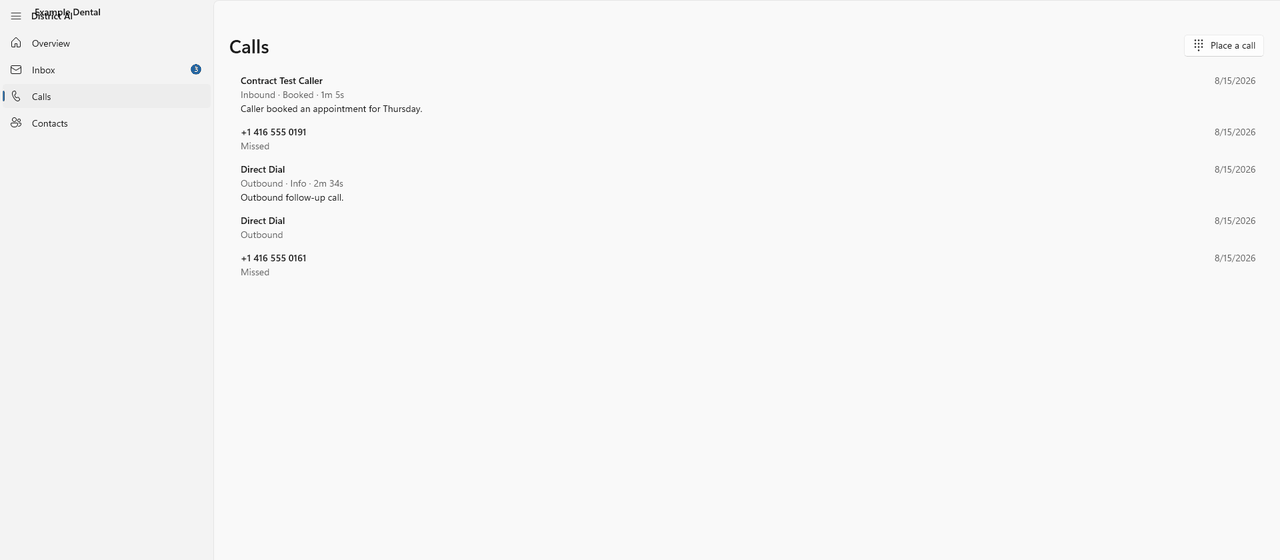 District AI
Example Dental
Overview
Inbox
3
Calls
Contacts
Calls
Place a call
Contract Test Caller
8/15/2026
Inbound · Booked · 1m 5s
Caller booked an appointment for Thursday.
+1 416 555 0191
8/15/2026
Missed
Direct Dial
8/15/2026
Outbound · Info · 2m 34s
Outbound follow-up call.
Direct Dial
8/15/2026
Outbound
+1 416 555 0161
8/15/2026
Missed